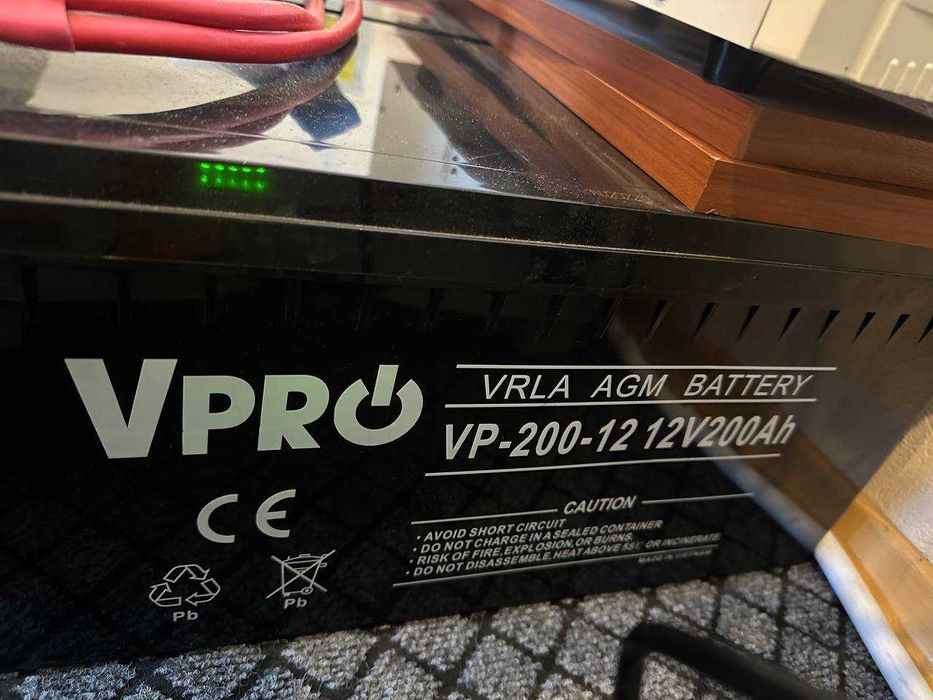 VPRO
VRLA AGM BATTERY
VP-200-12 12V200Ah
CE
CAUTION
· AVOID SHORT CIRCUIT
· DO NOT CHARGE IN A SEALED CONTAINER
· RISK OF FIRE, EXPLOSION, OR BURNS.
· DO NOT DISASSEMBLE, HEAT ABOVE 55℃ OR INCINERATE
MADE IN VIETNAM
Pb
Pb